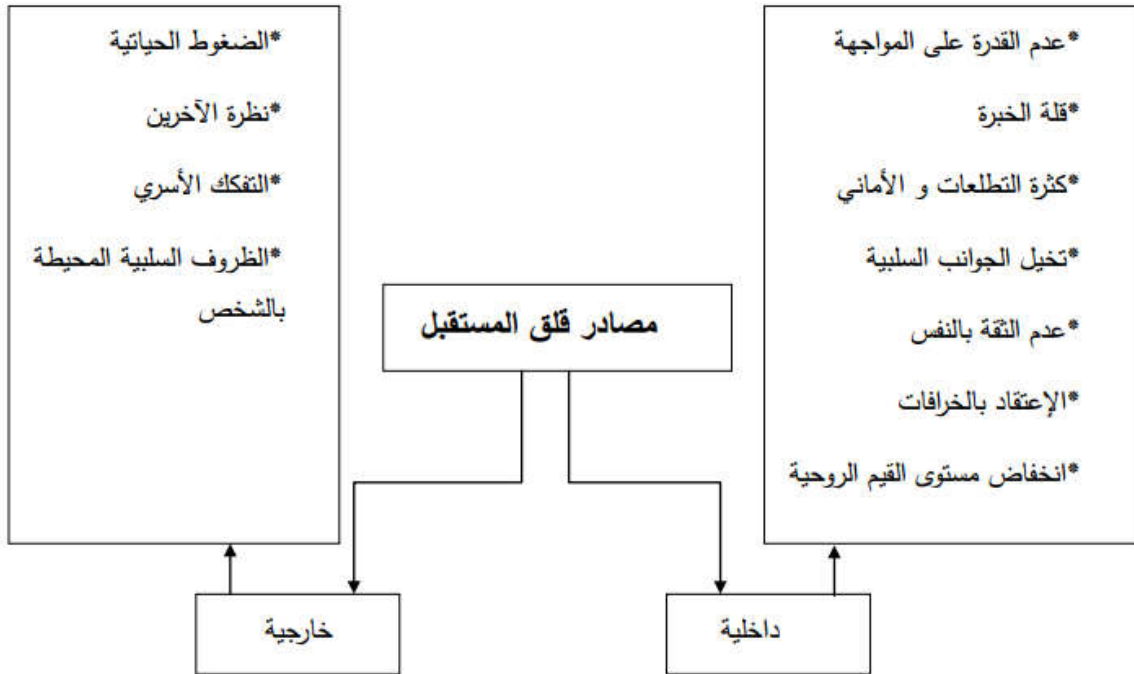 *عدم القدرة على المواجهة
*قلة الخبرة
*كثرة التطلعات و الأماني
*تخيل الجوانب السلبية
*عدم الثقة بالنفس
*الإعتقاد بالخرافات
*انخفاض مستوى القيم الروحية
*الضغوط الحياتية
*نظرة الآخرين
*التفكك الأسري
*الظروف السلبية المحيطة
بالشخص
مصادر قلق المستقبل
داخلية
خارجية